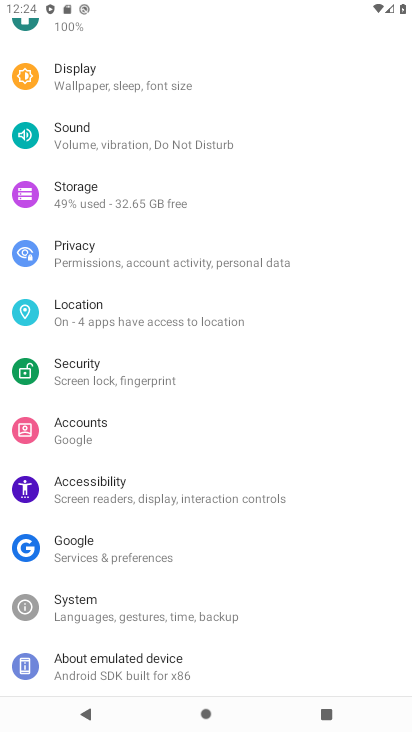 12:24
100%
Display
Wallpaper, sleep, font size
Sound
Volume, vibration, Do Not Disturb
Storage
49% used - 32.65 GB free
Privacy
Permissions, account activity, personal data
Location
On - 4 apps have access to location
Security
Screen lock, fingerprint
Accounts
Google
Accessibility
Screen readers, display, interaction controls
Google
Services & preferences
System
Languages, gestures, time, backup
About emulated device
Android SDK built for x86